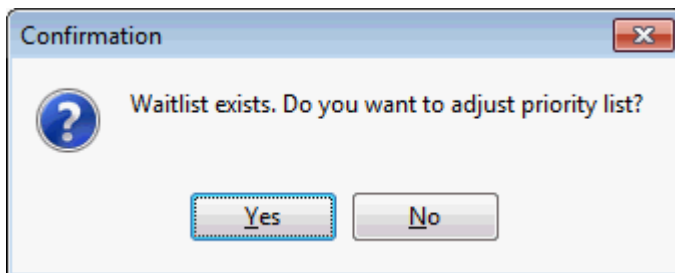 Confirmation
Waitlist exists. Do you want to adjust priority list?
Yes
No